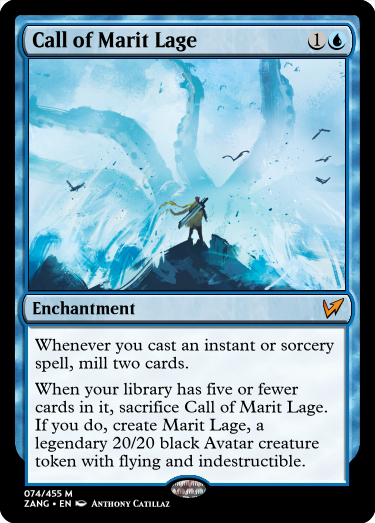 Call of Marit Lage 1
Enchantment
Whenever you cast an instant or sorcery
spell, mill two cards.
When your library has five or fewer
cards in it, sacrifice Call of Marit Lage.
If you do, create Marit Lage, a
legendary 20/20 black Avatar creature
token with flying and indestructible.
074/455 M
ZANG • EN Anthony Catillaz